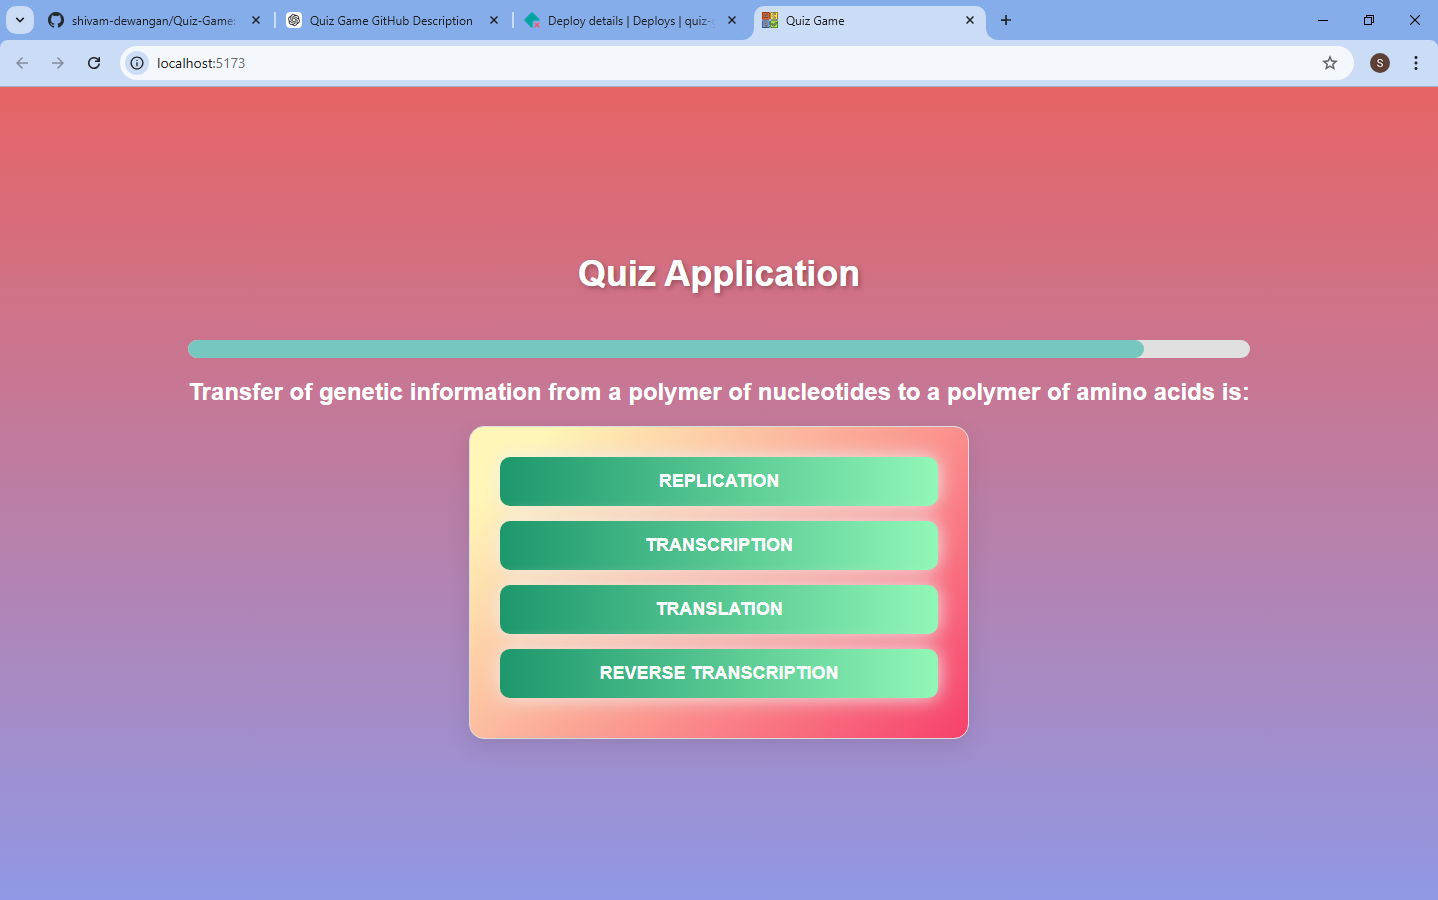 shivam-dewangan/Quiz-Game:
Quiz Game GitHub Description
Deploy details | Deploys | quiz-
Quiz Game
localhost:5173
S
Quiz Application
Transfer of genetic information from a polymer of nucleotides to a polymer of amino acids is:
REPLICATION
TRANSCRIPTION
TRANSLATION
REVERSE TRANSCRIPTION